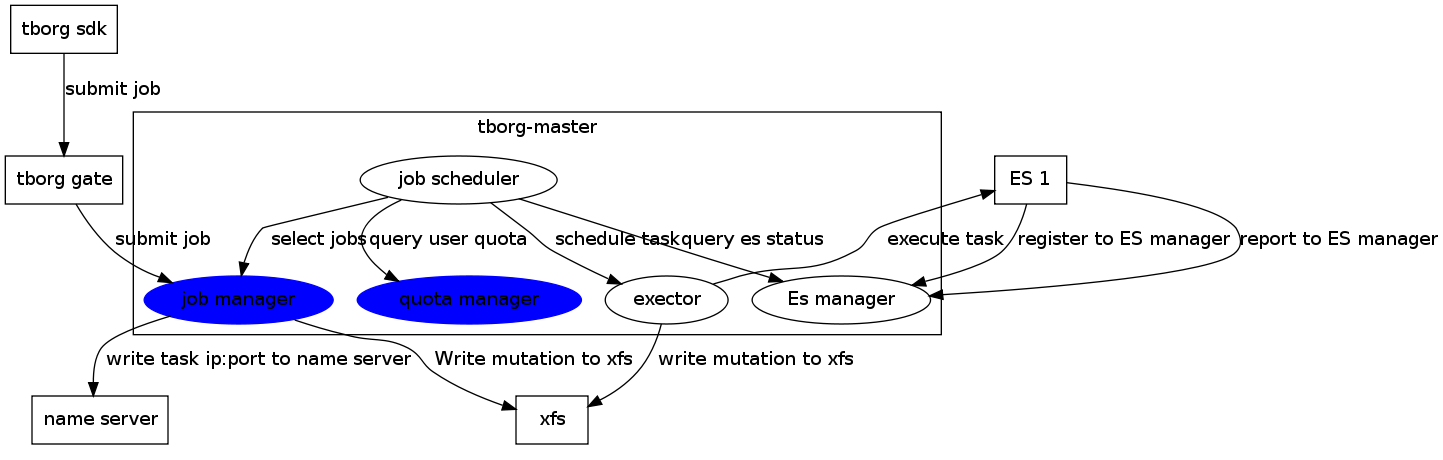 tborg sdk
submit job
tborg-master
tborg gate
job scheduler
ES 1
submit job
select jobs
query user quota
schedule task
query es status
execute task
register to ES manager
report to ES manager
job manager
quota manager
exector
Es manager
write task ip:port to name server
Write mutation to xfs
write mutation to xfs
name server
xfs